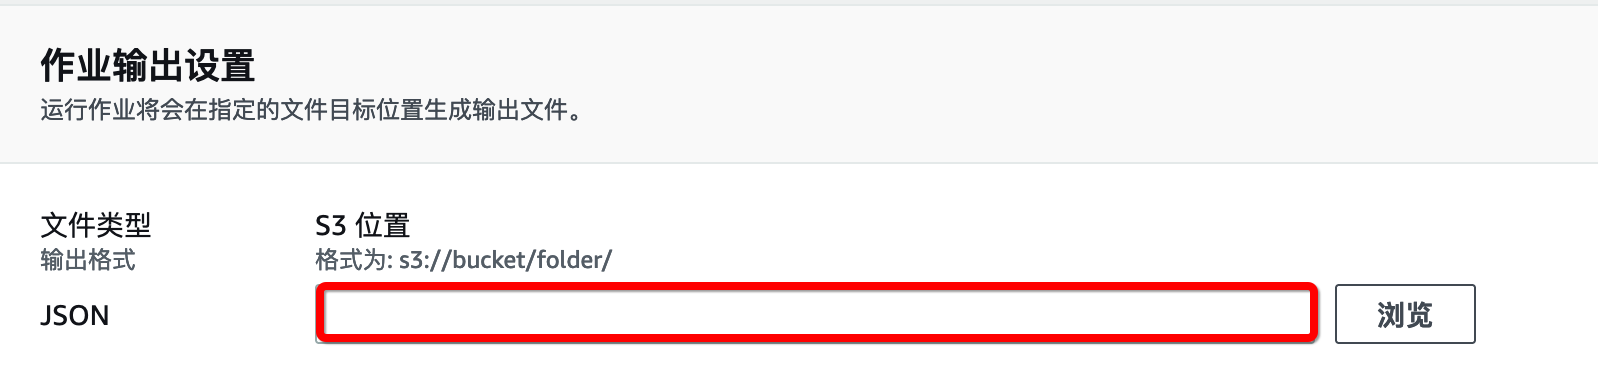 作业输出设置
运行作业将会在指定的文件目标位置生成输出文件。
文件类型
输出格式
S3 位置
格式为: s3://bucket/folder/
JSON
浏览